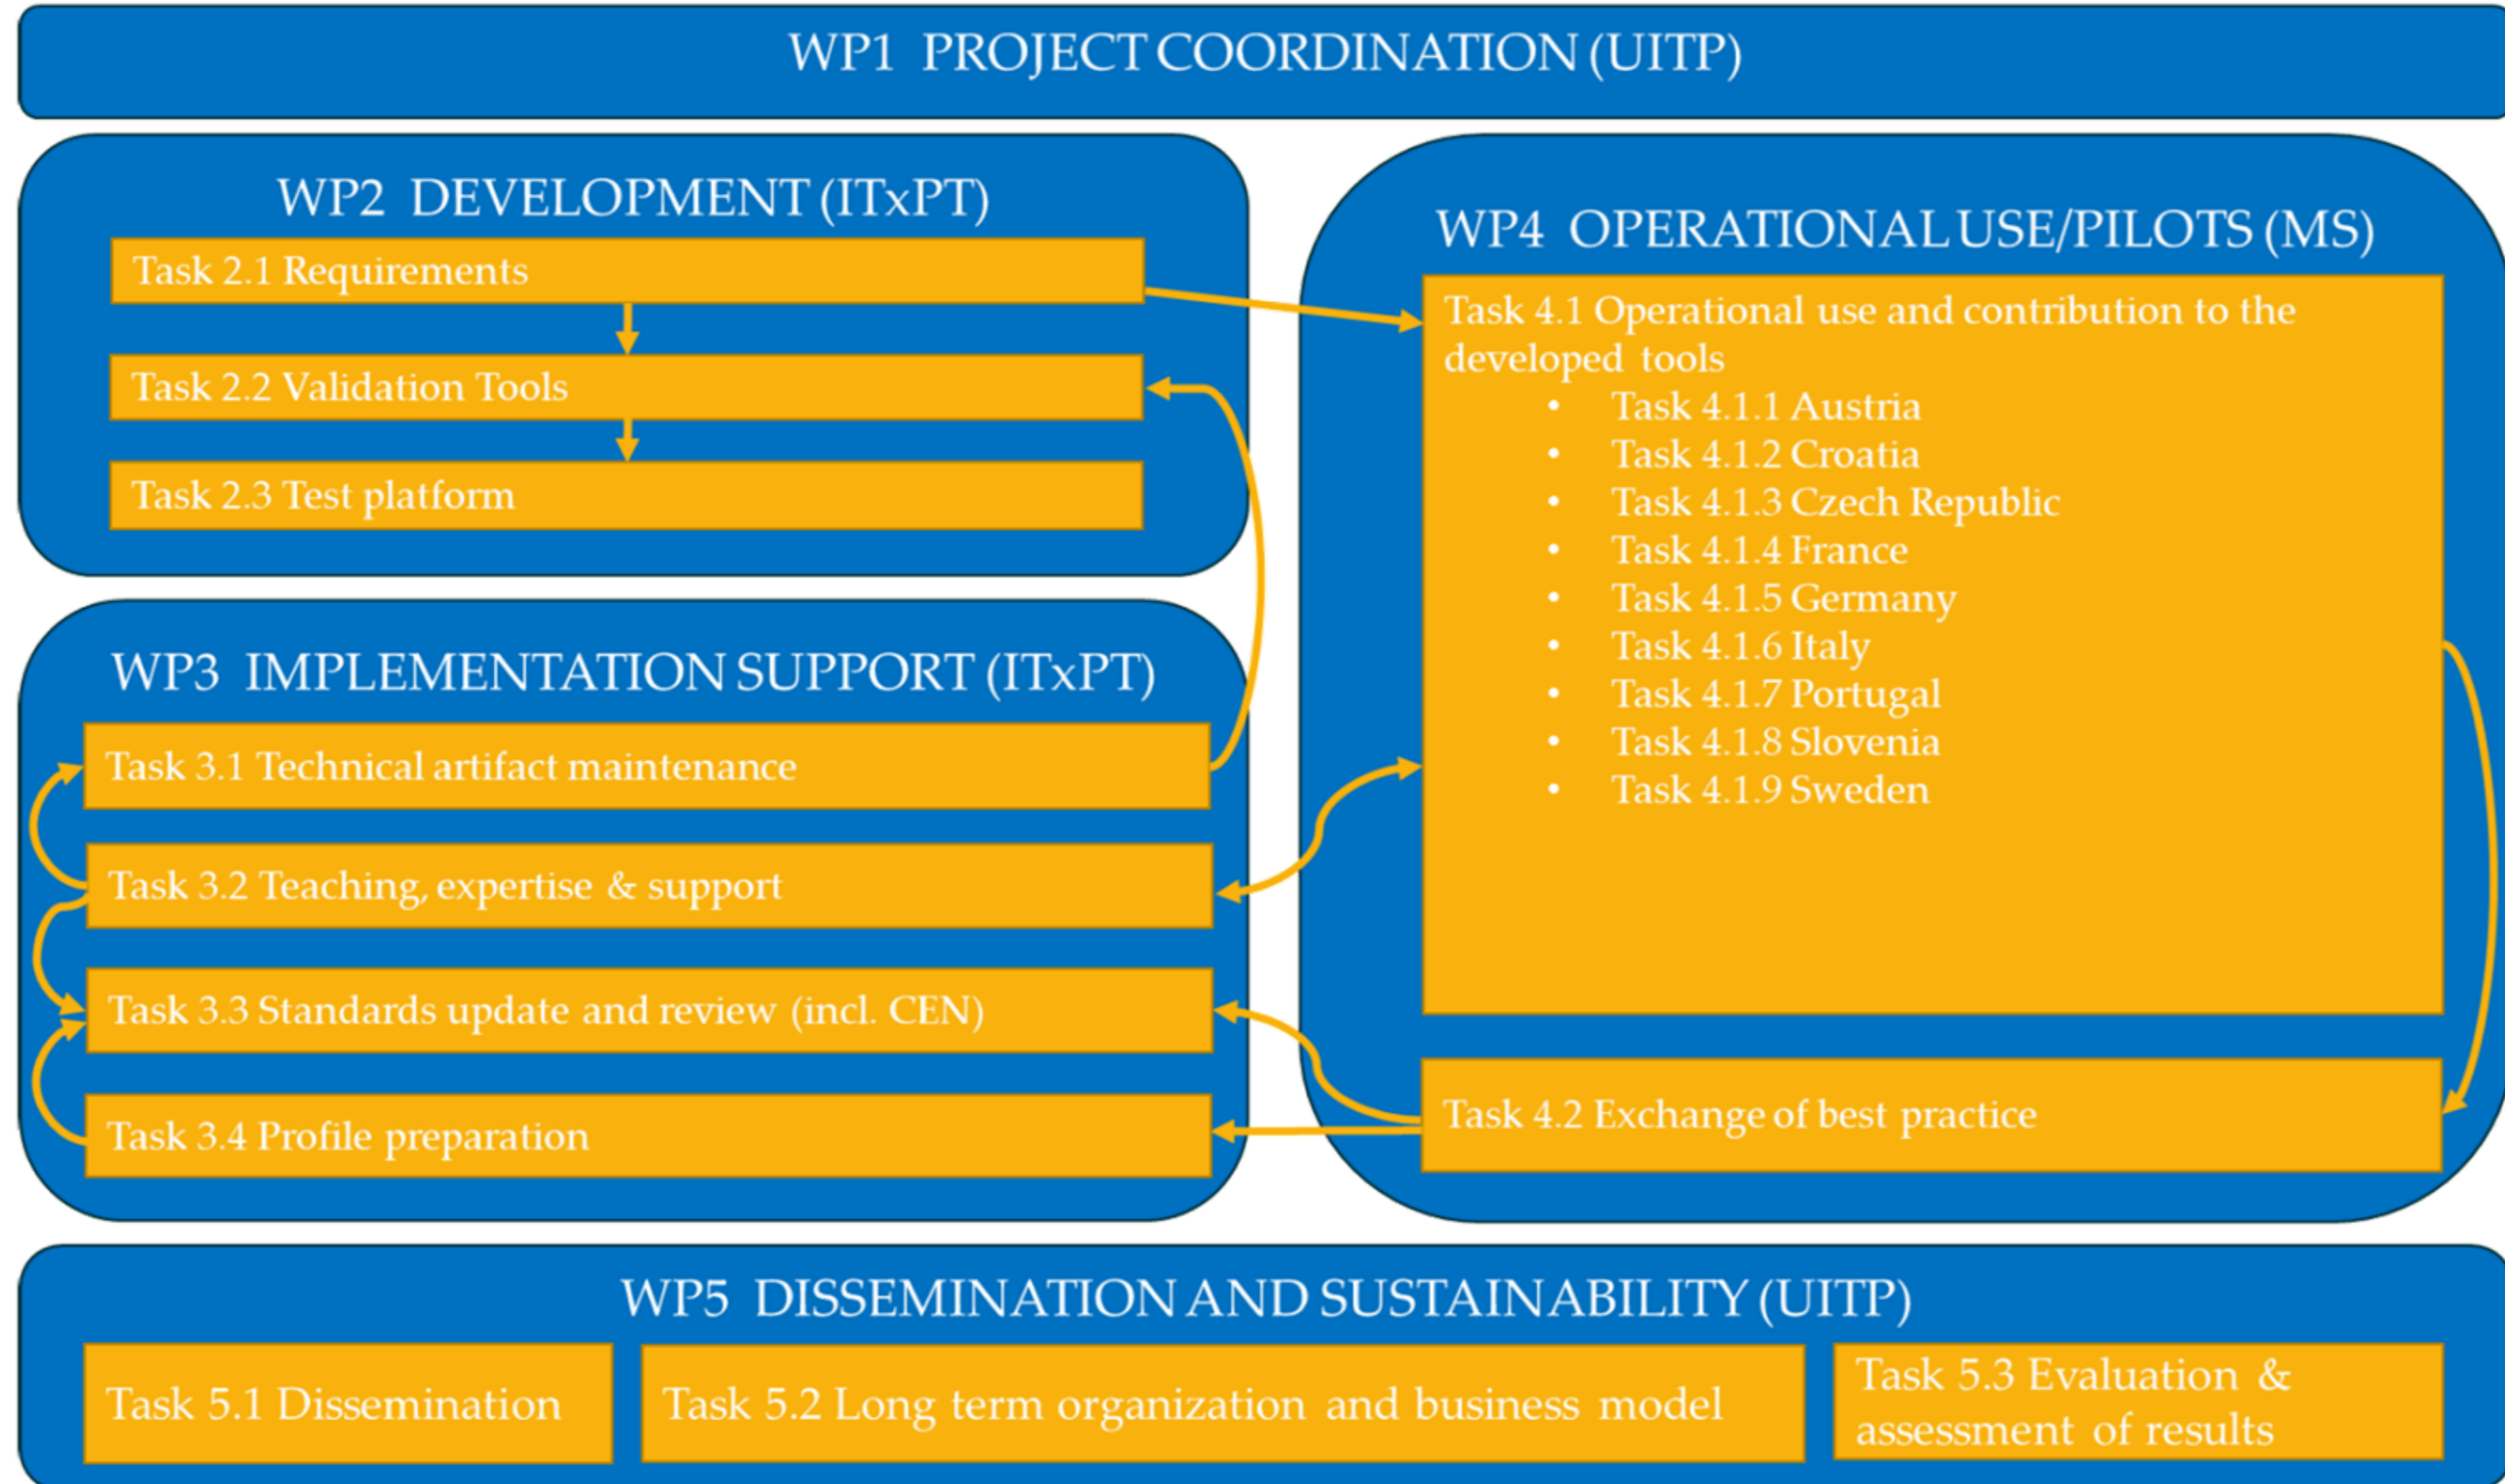 WP1 PROJECT COORDINATION (UITP)
WP2 DEVELOPMENT (ITxPT)
Task 2.1 Requirements
Task 2.2 Validation Tools
Task 2.3 Test platform
WP3 IMPLEMENTATION SUPPORT (ITxPT)
Task 3.1 Technical artifact maintenance
Task 3.2 Teaching, expertise & support
Task 3.3 Standards update and review (incl. CEN)
Task 3.4 Profile preparation
WP4 OPERATIONAL USE/PILOTS (MS)
Task 4.1 Operational use and contribution to the
developed tools
• Task 4.1.1 Austria
• Task 4.1.2 Croatia
• Task 4.1.3 Czech Republic
• Task 4.1.4 France
• Task 4.1.5 Germany
• Task 4.1.6 Italy
• Task 4.1.7 Portugal
• Task 4.1.8 Slovenia
• Task 4.1.9 Sweden
Task 4.2 Exchange of best practice
WP5 DISSEMINATION AND SUSTAINABILITY (UITP)
Task 5.1 Dissemination
Task 5.2 Long term organization and business model
Task 5.3 Evaluation &
assessment of results